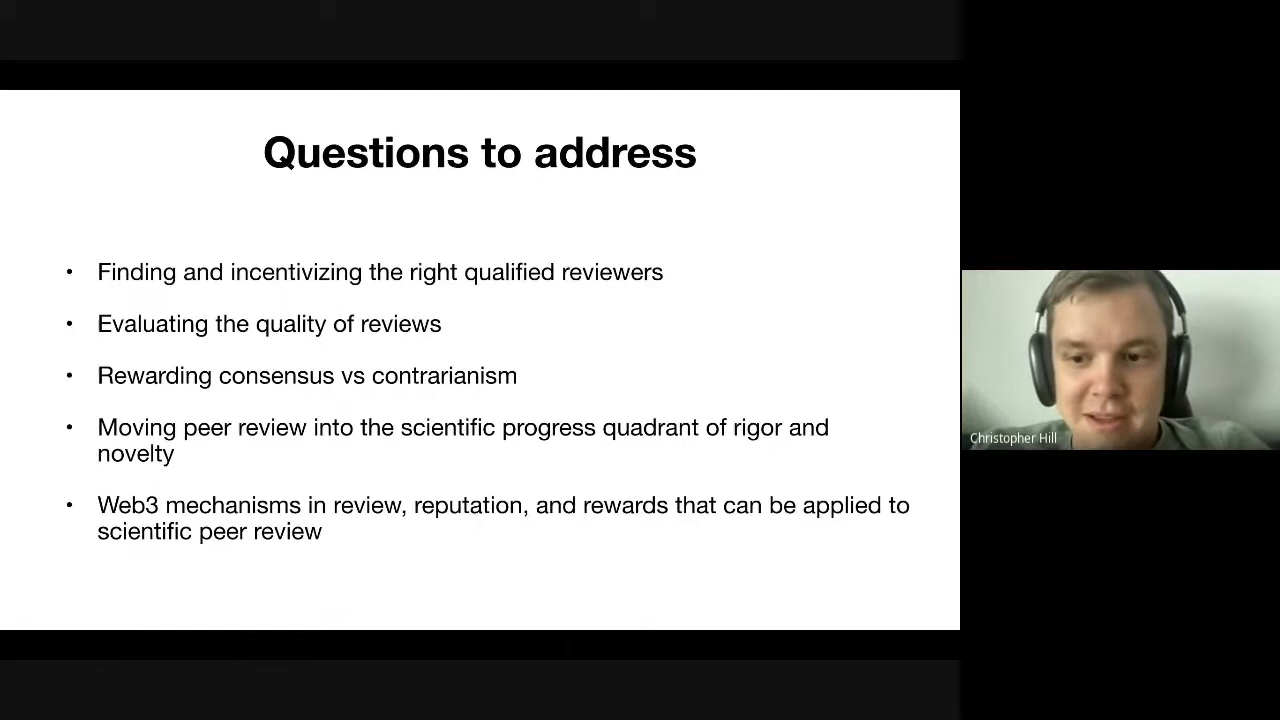 Questions to address
• Finding and incentivizing the right qualified reviewers
• Evaluating the quality of reviews
• Rewarding consensus vs contrarianism
• Moving peer review into the scientific progress quadrant of rigor and
novelty
• Web3 mechanisms in review, reputation, and rewards that can be applied to
scientific peer review
Christopher Hill